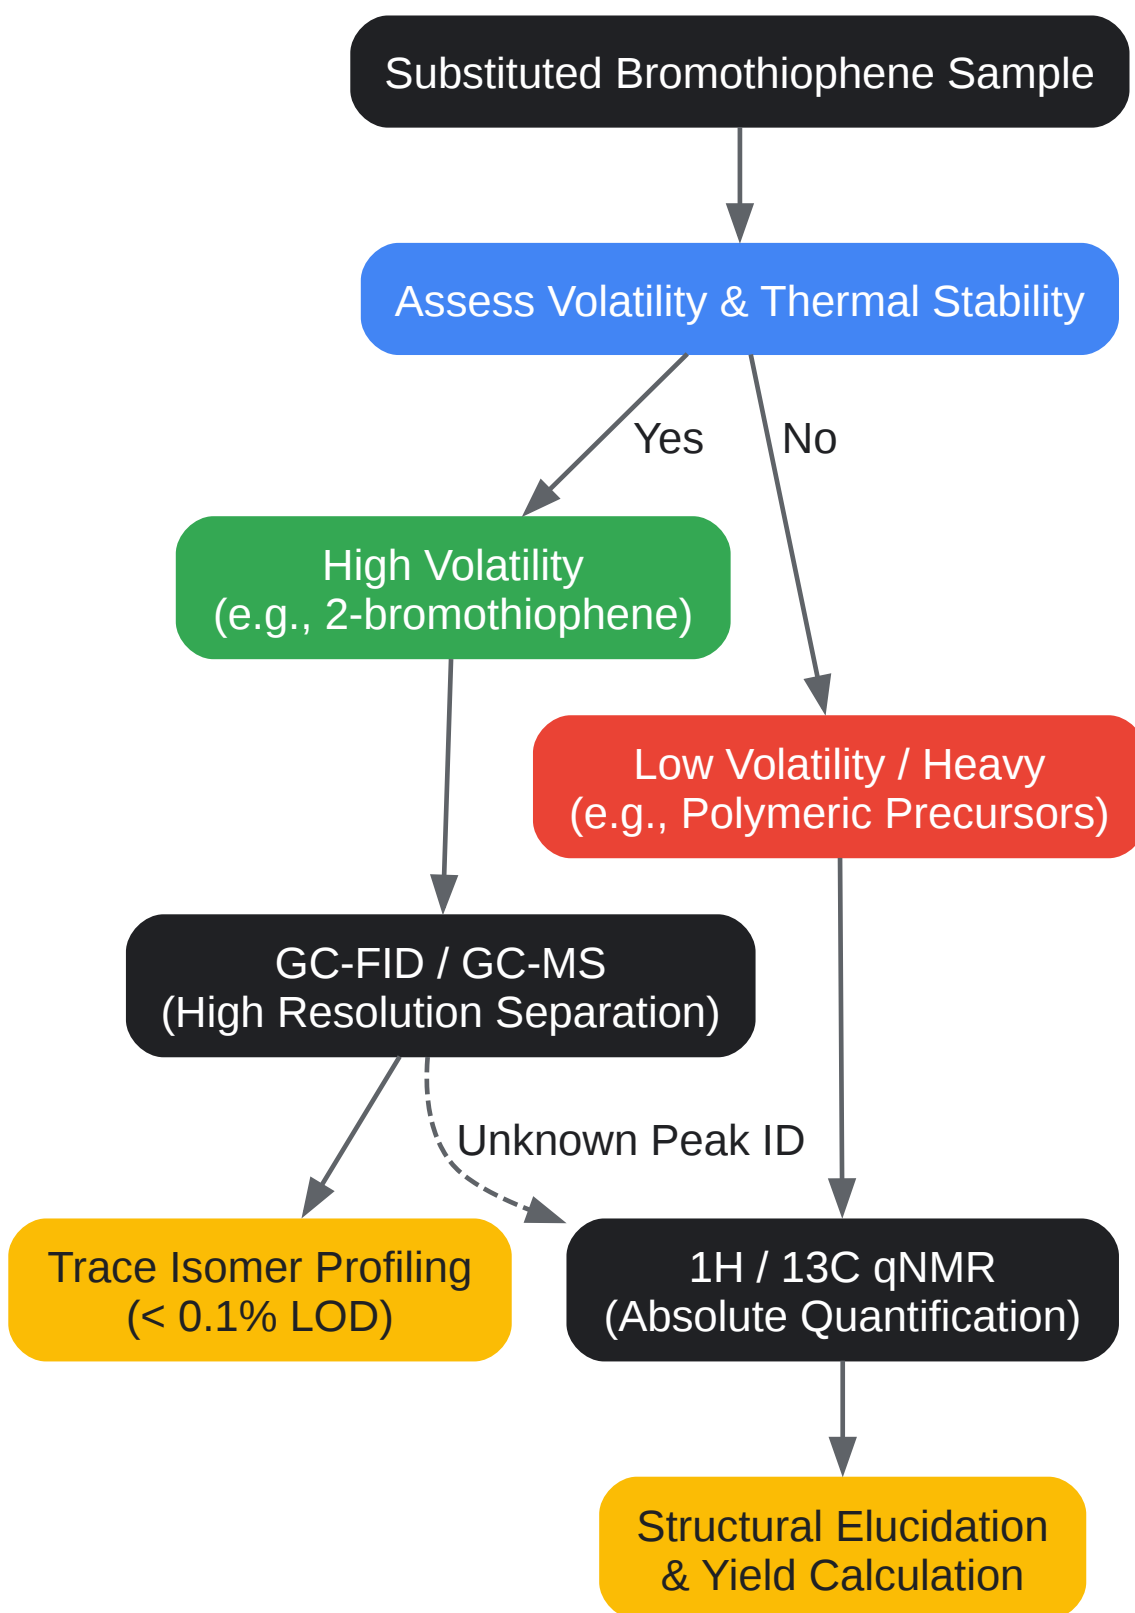 Substituted Bromothiophene Sample
Assess Volatility & Thermal Stability
Yes
No
High Volatility
(e.g., 2-bromothiophene)
Low Volatility / Heavy
(e.g., Polymeric Precursors)
GC-FID / GC-MS
(High Resolution Separation)
Unknown Peak ID
Trace Isomer Profiling
(< 0.1% LOD)
1H / 13C qNMR
(Absolute Quantification)
Structural Elucidation
& Yield Calculation